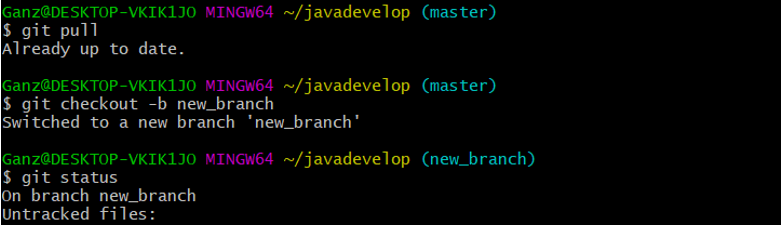 Ganz@DESKTOP-VKIK1JO MINGW64 ~/javadevelop (master)
$ git pull
Already up to date.
Ganz@DESKTOP-VKIK1JO MINGW64 ~/javadevelop (master)
$ git checkout -b new_branch
Switched to a new branch 'new_branch'
Ganz@DESKTOP-VKIK1JO MINGW64 ~/javadevelop (new_branch)
$ git status
On branch new_branch
Untracked files: